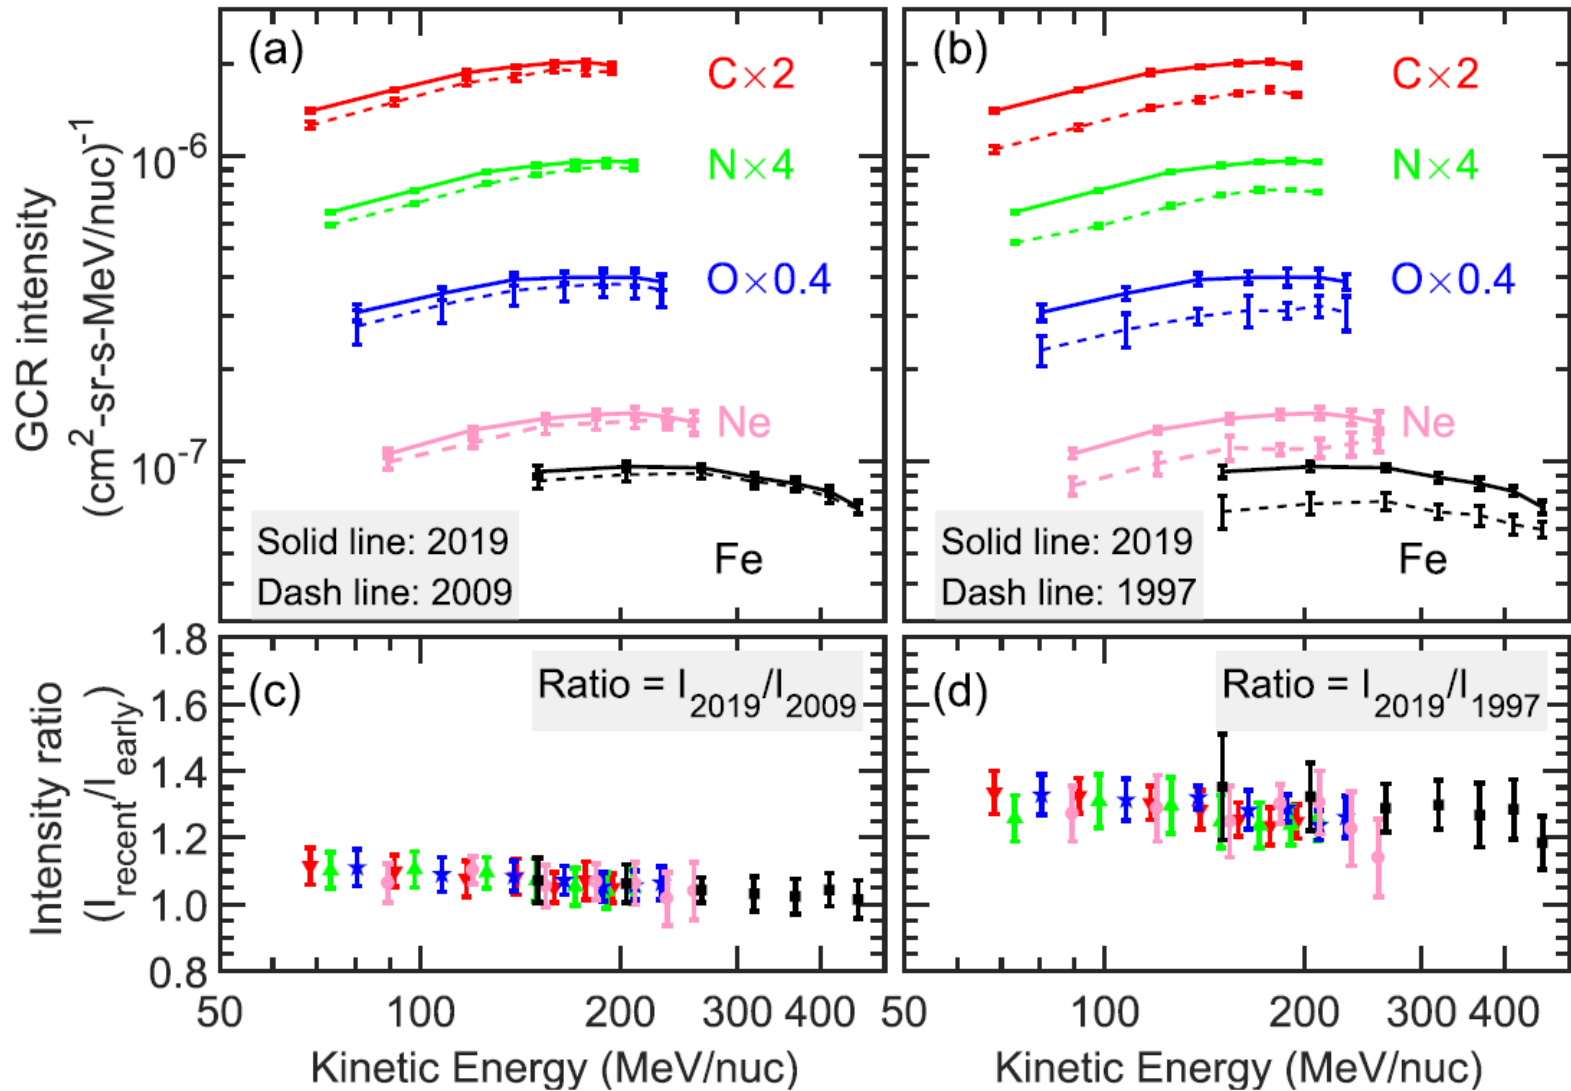 (a)
C×2
N×4
O×0.4
Ne
Fe
Solid line: 2019
Dash line: 2009
10⁻⁶
10⁻⁷
GCR intensity
(cm²-sr-s-MeV/nuc)⁻¹
(b)
C×2
N×4
O×0.4
Ne
Fe
Solid line: 2019
Dash line: 1997
(c)
Ratio = I₂₀₁₉/I₂₀₀₉
1.8
1.6
1.4
1.2
1.0
0.8
Intensity ratio
(I_recent/I_early)
50 100 200 300 400
Kinetic Energy (MeV/nuc)
(d)
Ratio = I₂₀₁₉/I₁₉₉₇
50 100 200 300 400
Kinetic Energy (MeV/nuc)